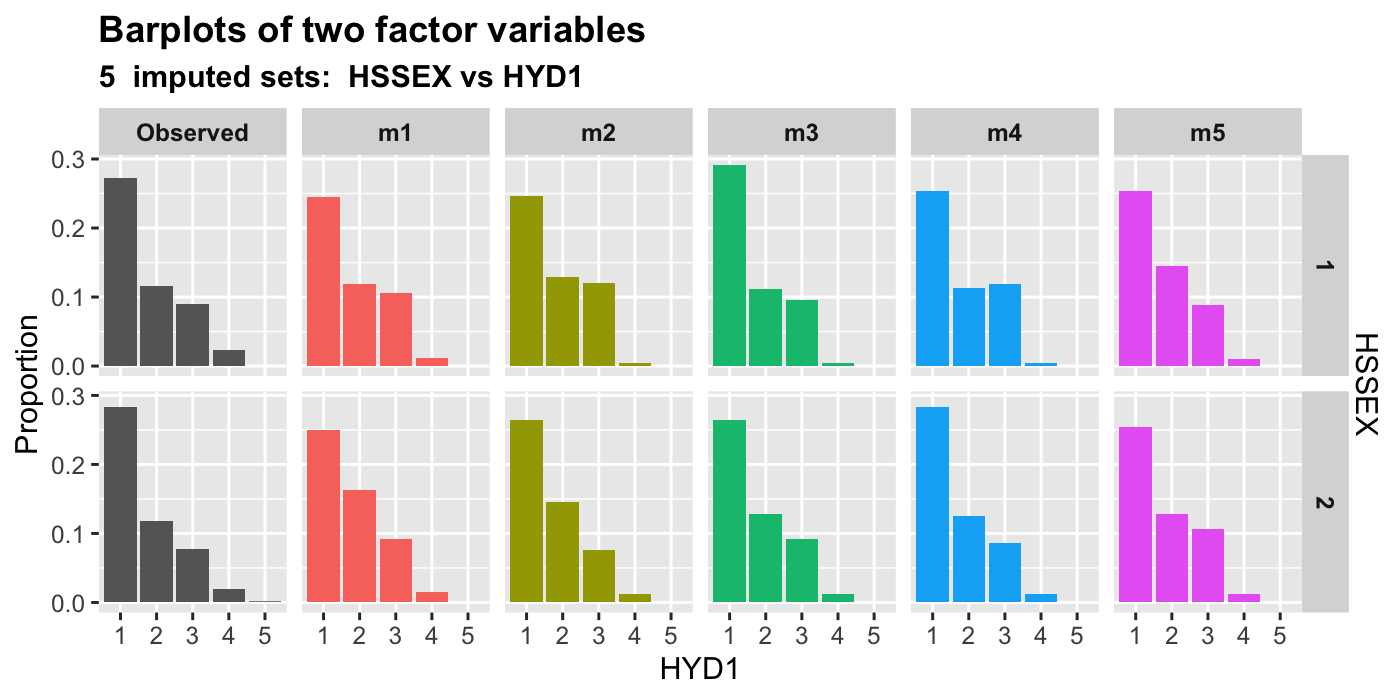 Barplots of two factor variables
5 imputed sets: HSSEX vs HYD1
Observed m1 m2 m3 m4 m5
0.3
0.2
0.1
0.0
1
Proportion
HSSEX
0.3
0.2
0.1
0.0
2
1 2 3 4 5 1 2 3 4 5 1 2 3 4 5 1 2 3 4 5 1 2 3 4 5 1 2 3 4 5
HYD1